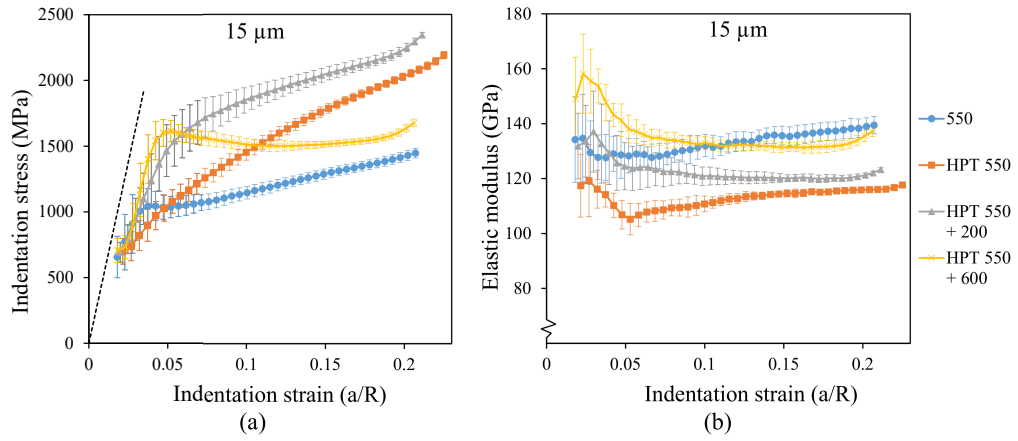 15 µm
Indentation stress (MPa)
2500
2000
1500
1000
500
0
0
0.05
0.1
0.15
0.2
Indentation strain (a/R)
(a)
15 µm
Elastic modulus (GPa)
180
160
140
120
100
80
0
0.05
0.1
0.15
0.2
Indentation strain (a/R)
(b)
550
HPT 550
HPT 550
+ 200
HPT 550
+ 600